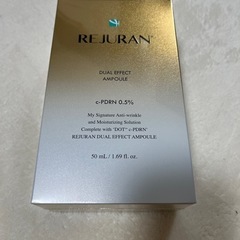 REJURAN®
DUAL EFFECT
AMPOULE
c-PDRN 0.5%
My Signature Anti-wrinkle
and Moisturizing Solution
Complete with "DOT" c-PDRN®
REJURAN DUAL EFFECT AMPOULE
50 mL / 1.69 fl. oz.